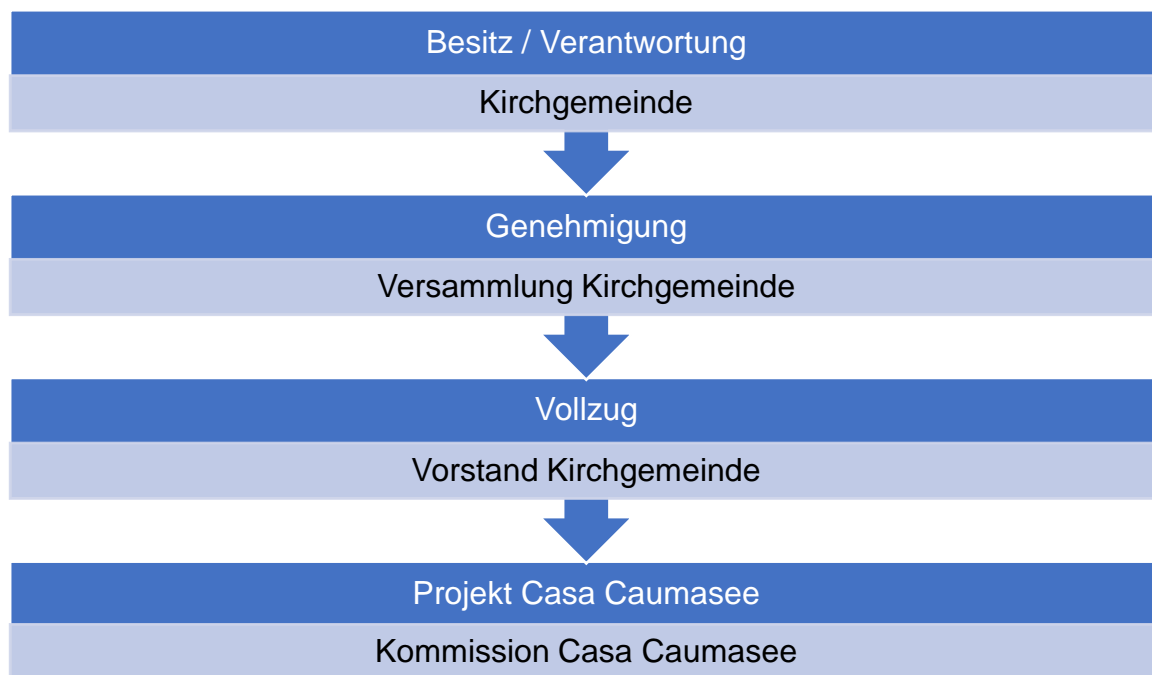 Besitz / Verantwortung
Kirchgemeinde
Genehmigung
Versammlung Kirchgemeinde
Vollzug
Vorstand Kirchgemeinde
Projekt Casa Caumasee
Kommission Casa Caumasee